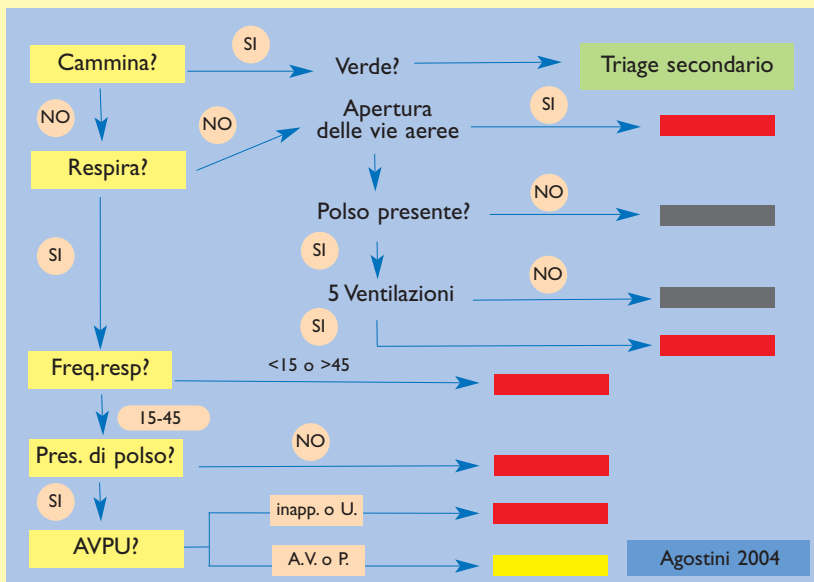 Cammina?
SI
Verde?
Triage secondario
NO
NO
Apertura
delle vie aeree
SI
Respira?
Polso presente?
NO
SI
SI
5 Ventilazioni
NO
SI
Freq.resp?
<15 o >45
15-45
Pres. di polso?
NO
SI
inapp. o U.
AVPU?
A.V. o P.
Agostini 2004